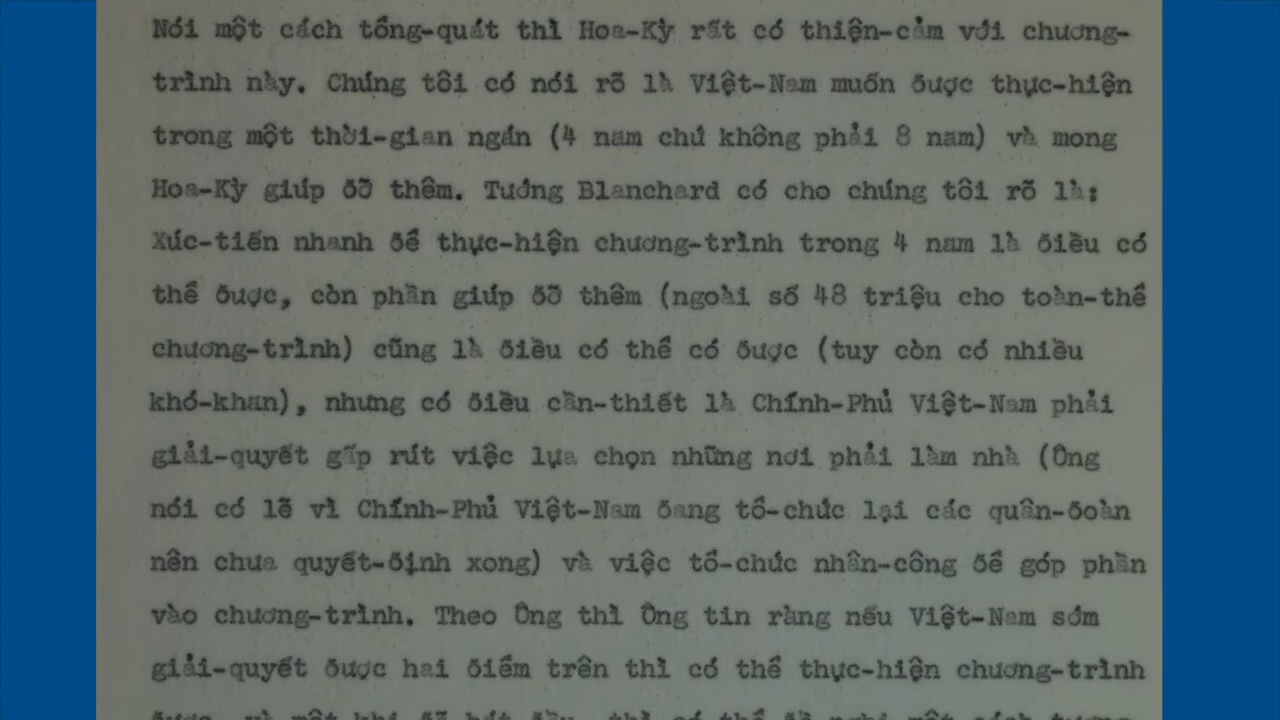 Nói một cách tổng-quát thì Hoa-Kỳ rất có thiện-cảm với chương-
trình này. Chúng tôi có nói rõ là Việt-Nam muốn được thực-hiện
trong một thời-gian ngắn (4 năm chứ không phải 8 năm) và mong
Hoa-Kỳ giúp đỡ thêm. Tướng Blanchard có cho chúng tôi rõ là:
Xúc-tiến nhanh để thực-hiện chương-trình trong 4 năm là điều có
thể được, còn phần giúp đỡ thêm (ngoài số 48 triệu cho toàn-thể
chương-trình) cũng là điều có thể có được (tuy còn có nhiều
khó-khăn), nhưng có điều cần-thiết là Chính-Phủ Việt-Nam phải
giải-quyết gấp rút việc lựa chọn những nơi phải làm nhà (Ông
nói có lẽ vì Chính-Phủ Việt-Nam đang tổ-chức lại các quân-đoàn
nên chưa quyết-định xong) và việc tổ-chức nhân-công để góp phần
vào chương-trình. Theo Ông thì Ông tin rằng nếu Việt-Nam sớm
giải-quyết được hai điểm trên thì có thể thực-hiện chương-trình